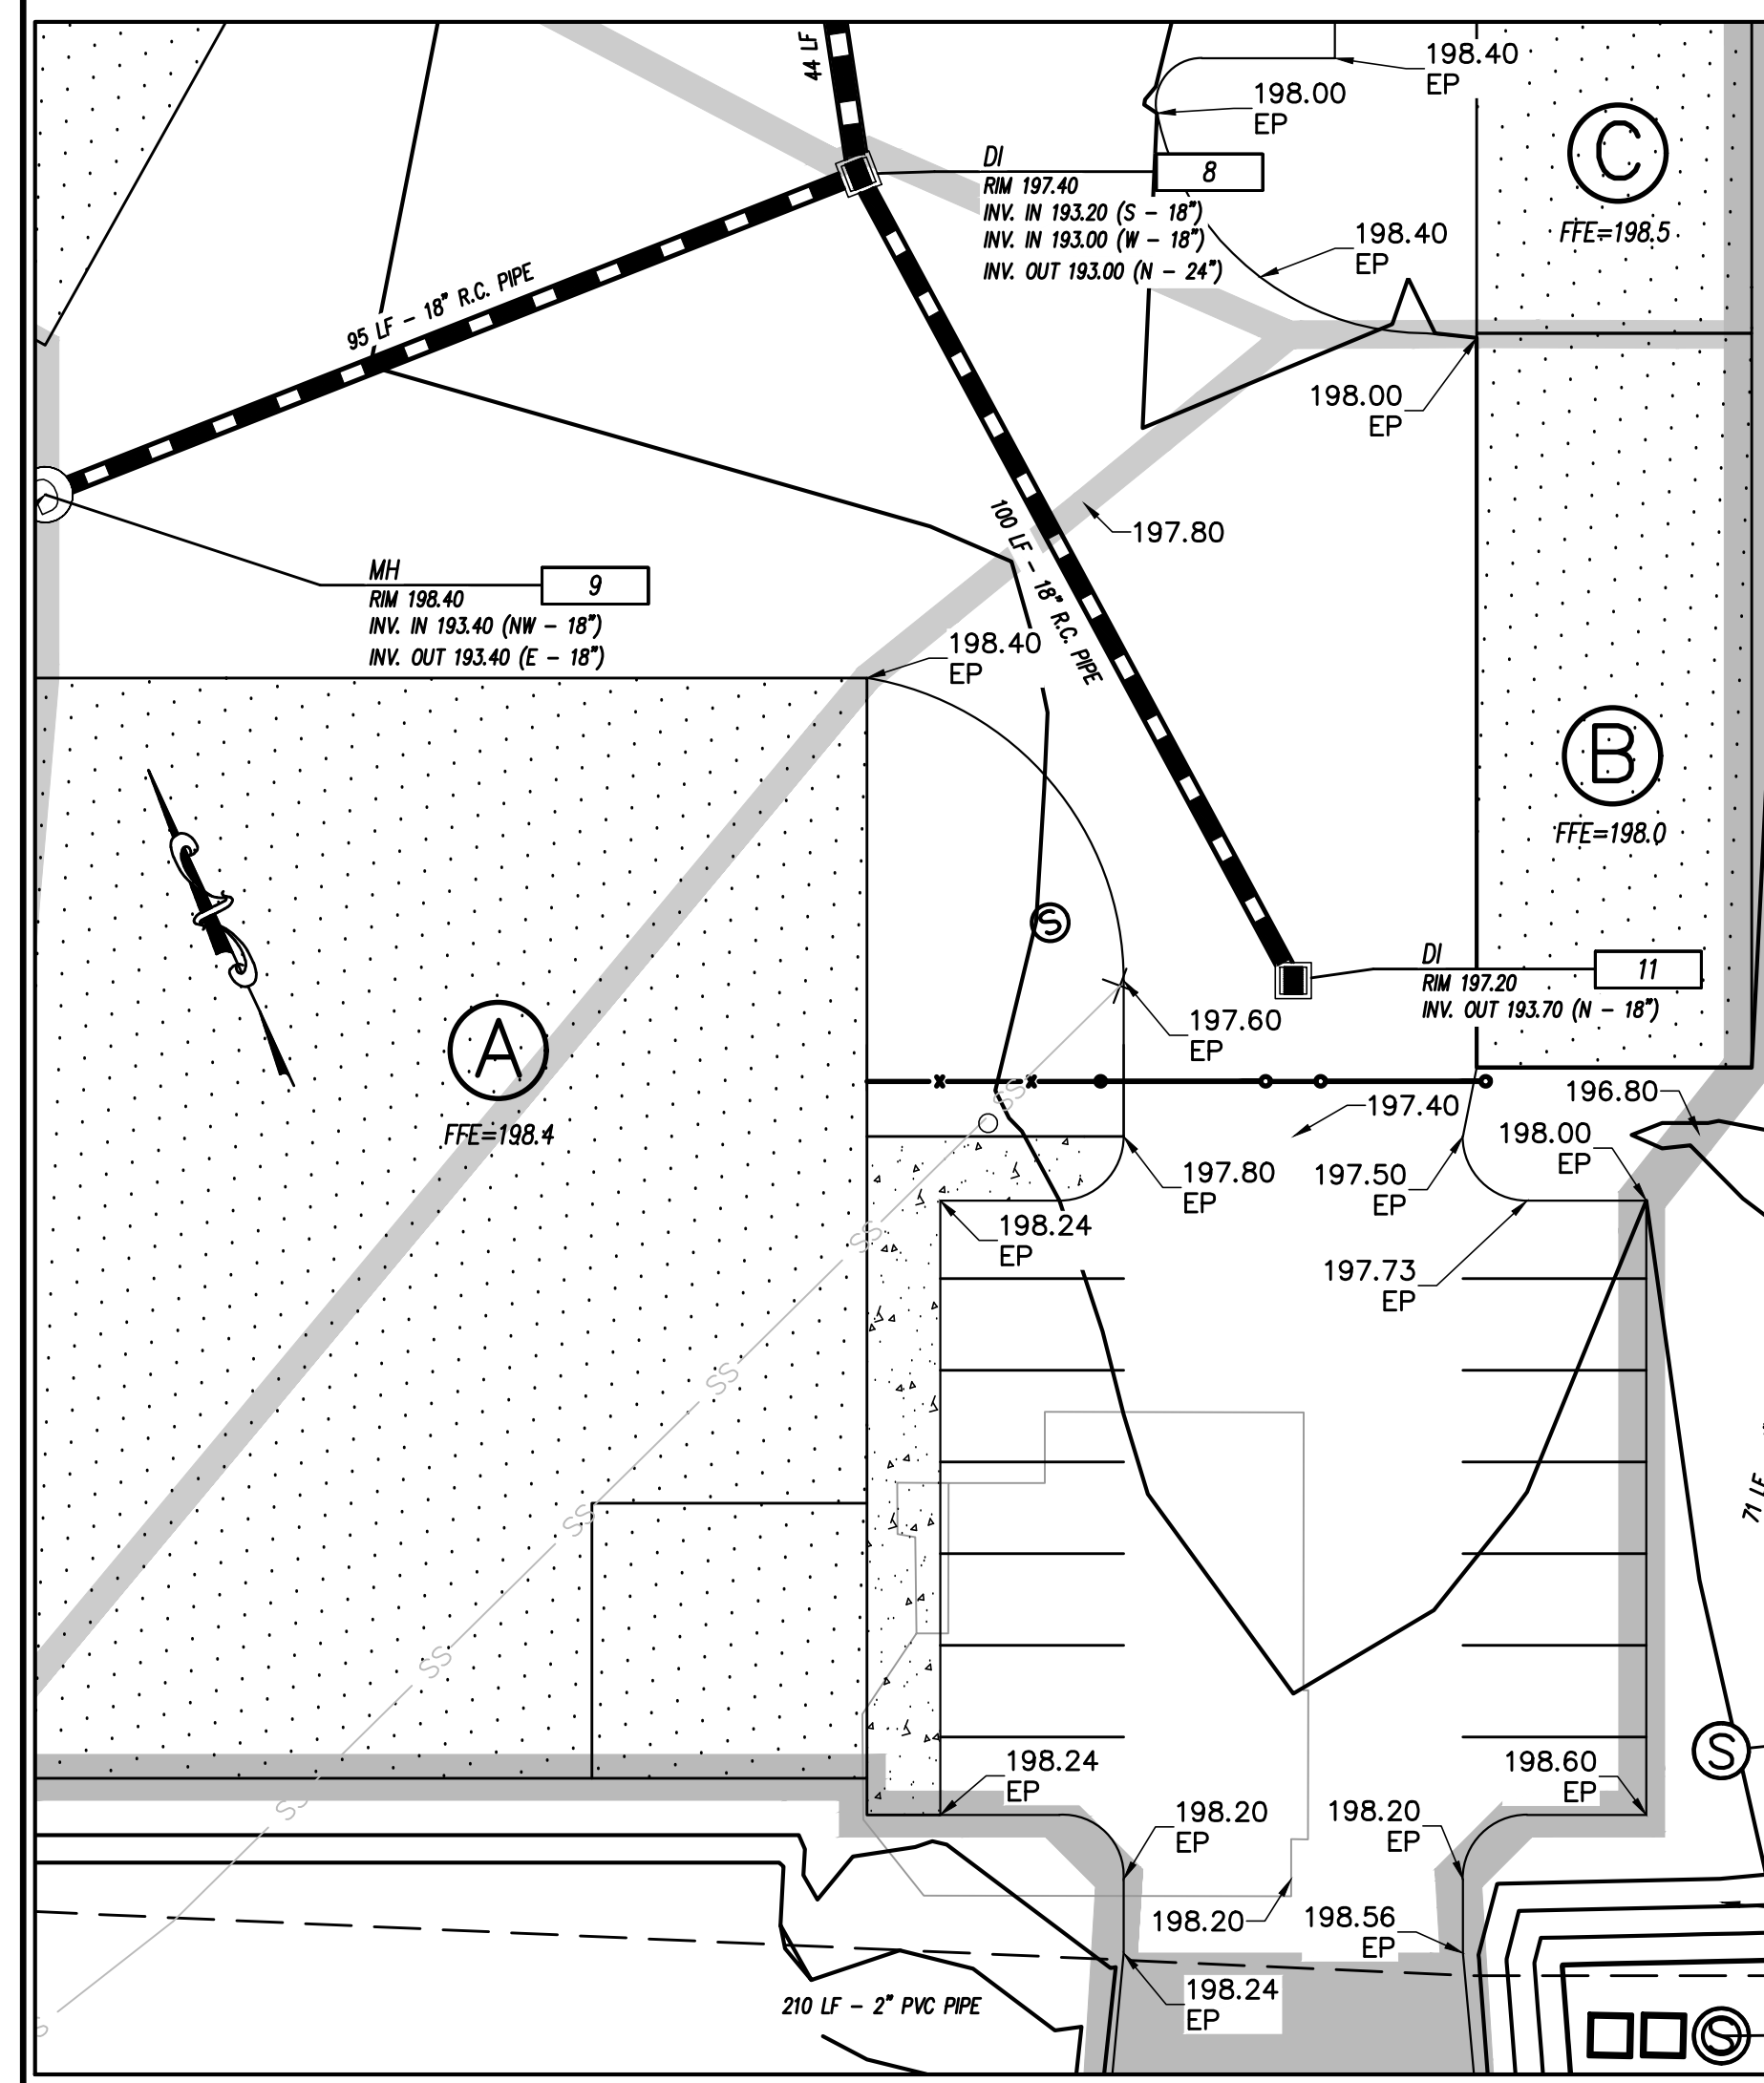 44 LF
198.40
EP
198.00
EP
C
FFE=198.5
DI
8
RIM 197.40
INV. IN 193.20 (S - 18")
INV. IN 193.00 (W - 18")
INV. OUT 193.00 (N - 24")
198.40
EP
95 LF - 18" R.C. PIPE
198.00
EP
197.80
100 LF - 18" R.C. PIPE
MH
9
RIM 198.40
INV. IN 193.40 (NW - 18")
INV. OUT 193.40 (E - 18")
198.40
EP
B
FFE=198.0
S
DI
11
RIM 197.20
INV. OUT 193.70 (N - 18")
A
FFE=198.4
197.60
EP
197.40
196.80
198.00
EP
197.80
EP
197.50
EP
198.24
EP
197.73
EP
SS
SS
SS
SS
SS
SS
71 LF
198.24
EP
198.60
EP
S
198.20
EP
198.20
EP
198.20
198.56
EP
198.24
EP
210 LF - 2" PVC PIPE
S